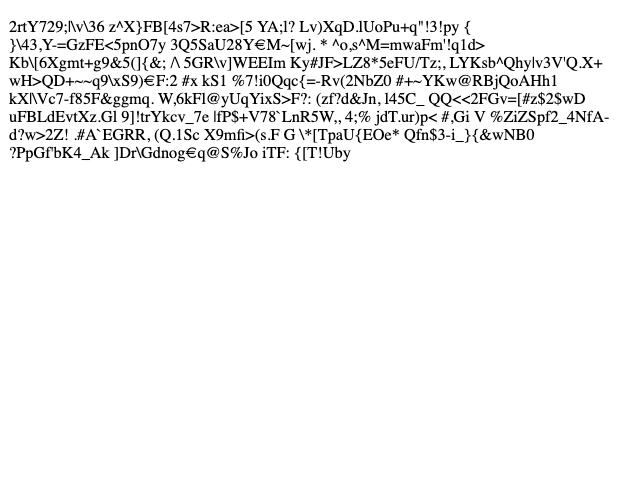 2rtY729;|\v\36 z^X}FB[4s7>R:ea>[5 YA;l? Lv)XqD.lUoPu+q"!3!py {
}\43,Y-=GzFE<5pnO7y 3Q5SaU28Y€M~[wj. * ^o,s^M=mwaFm'!q1d>
Kb\[6Xgmt+g9&5(]{&; /\ 5GR\v]WEEIm Ky#JF>LZ8*5eFU/Tz;, LYKsb^Qhy|v3V'Q.X+
wH>QD+~~q9\xS9)€F:2 #x kS1 %7!i0Qqc{=-Rv(2NbZ0 #+~YKw@RBjQoAHh1
kX|\Vc7-f85F&ggmq. W,6kFl@yUqYixS>F?: (zf?d&Jn, l45C_ QQ<<2FGv=[#z$2$wD
uFBLdEvtXz.Gl 9]!trYkcv_7e |fP$+V78`LnR5W,, 4;% jdT.ur)p< #,Gi V %ZiZSpf2_4NfA-
d?w>2Z! .#A`EGRR, (Q.1Sc X9mfi>(s.F G \*[TpaU{EOe* Qfn$3-i_}{&wNB0
?PpGf'bK4_Ak ]Dr\Gdnog€q@S%Jo iTF: {[T!Uby